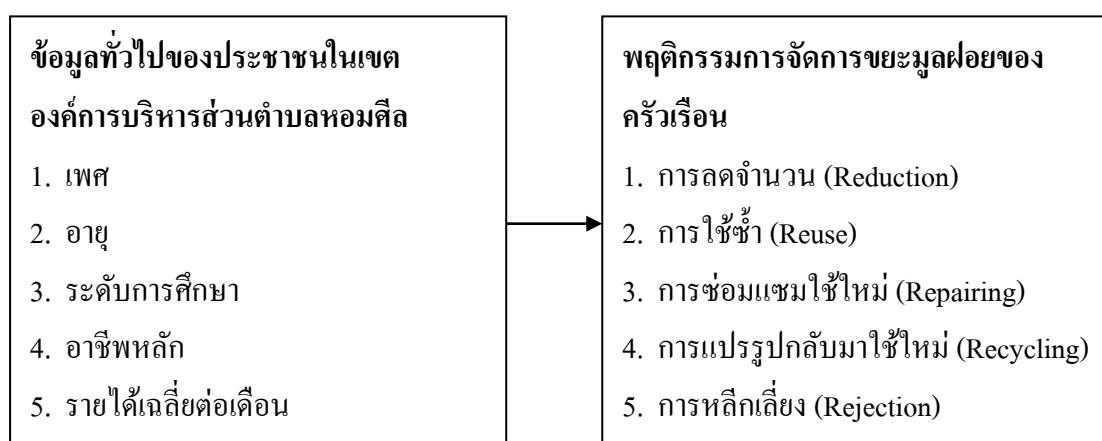 ข้อมูลทั่วไปของประชาชนในเขต
องค์การบริหารส่วนตำบลหอมศีล
1. เพศ
2. อายุ
3. ระดับการศึกษา
4. อาชีพหลัก
5. รายได้เฉลี่ยต่อเดือน
พฤติกรรมการจัดการขยะมูลฝอยของ
ครัวเรือน
1. การลดจำนวน (Reduction)
2. การใช้ซ้ำ (Reuse)
3. การซ่อมแซมใช้ใหม่ (Repairing)
4. การแปรรูปกลับมาใช้ใหม่ (Recycling)
5. การหลีกเลี่ยง (Rejection)